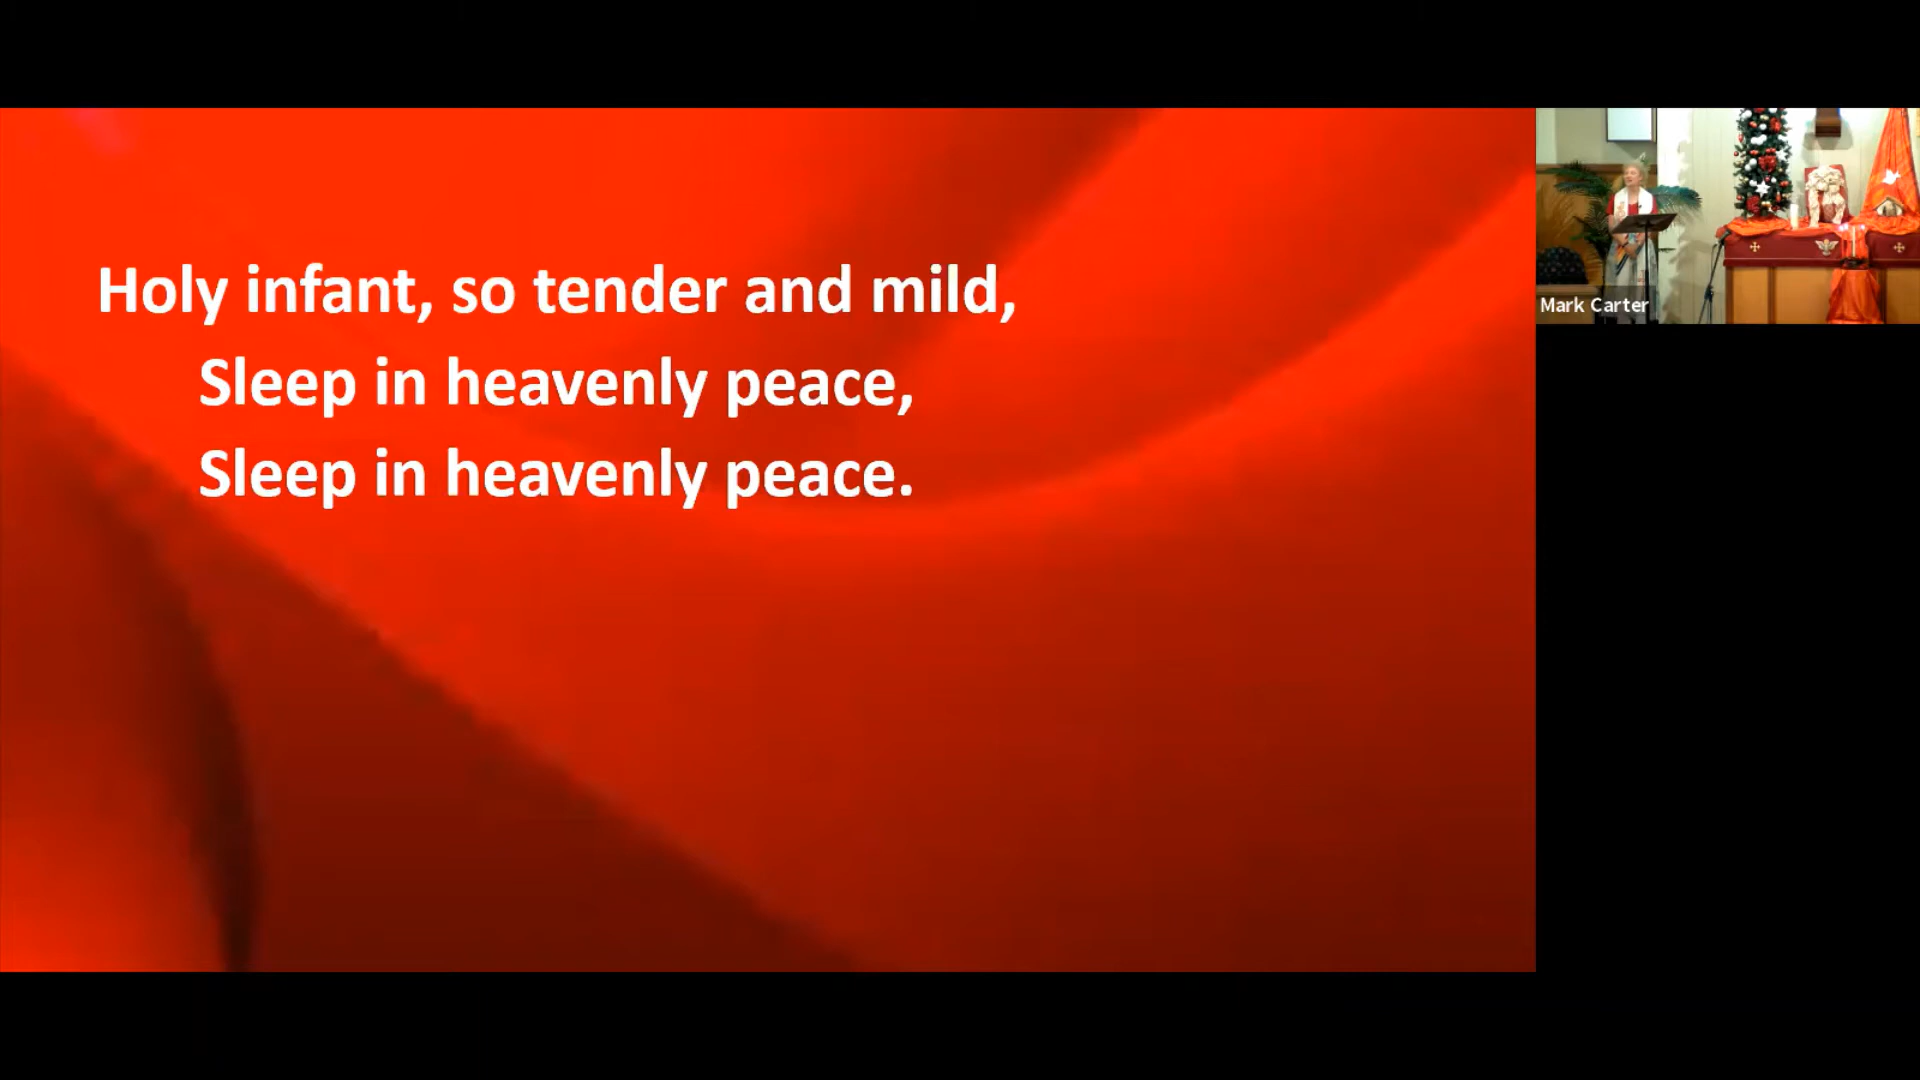 Holy infant, so tender and mild,
Sleep in heavenly peace,
Sleep in heavenly peace.
Mark Carter